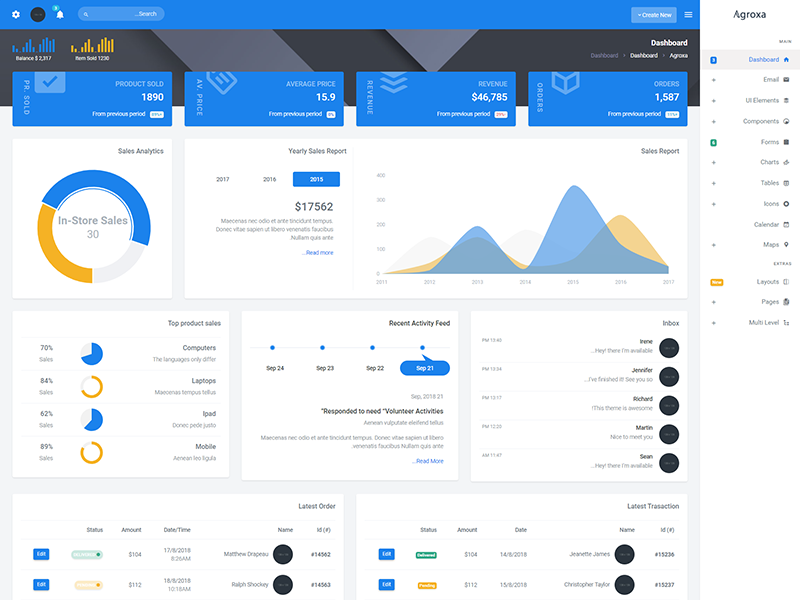 3
...Search
+ Create New
Agroxa
Balance $ 2,317
Item Sold 1230
Dashboard
Dashboard > Dashboard > Agroxa
PR. SOLD
PRODUCT SOLD
1890
From previous period
AV. PRICE
AVERAGE PRICE
15.9
From previous period
REVENUE
REVENUE
$46,785
From previous period
ORDERS
ORDERS
1,587
From previous period
MAIN
Dashboard
Email
UI Elements
Components
Forms
Charts
Tables
Icons
Calendar
Maps
EXTRAS
Layouts
New
Pages
Multi Level
Sales Analytics
In-Store Sales
30
Yearly Sales Report
2017 2016 2015
$17562
Maecenas nec odio et ante tincidunt tempus.
Donec vitae sapien ut libero venenatis faucibus
.Nullam quis ante
...Read more
Sales Report
400
300
200
100
0
2011 2012 2013 2014 2015 2016 2017
Top product sales
70% Sales
Computers
The languages only differ
84% Sales
Laptops
Maecenas tempus tellus
62% Sales
Ipad
Donec pede justo
89% Sales
Mobile
Aenean leo ligula
Recent Activity Feed
Sep 24 Sep 23 Sep 22 Sep 21
Sep, 2018 21
"Responded to need “Volunteer Activities
Aenean vulputate eleifend tellus
Maecenas nec odio et ante tincidunt tempus. Donec vitae sapien ut libero
.venenatis faucibus Nullam quis ante
...Read More
Inbox
PM 13:40
Irene
...Hey! there I'm available
PM 13:34
Jennifer
...I've finished it! See you so
PM 13:17
Richard
!This theme is awesome
PM 12:20
Martin
Nice to meet you
AM 11:47
Sean
...Hey! there I'm available
Latest Order
Status Amount Date/Time Name Id (#)
Edit $104 17/8/2018 8:26AM Matthew Drapeau #14562
Edit $112 18/8/2018 10:18AM Ralph Shockey #14563
Latest Trasaction
Status Amount Date Name Id (#)
Edit Delivered $104 14/8/2018 Jeanette James #15236
Edit Pending $112 15/8/2018 Christopher Taylor #15237